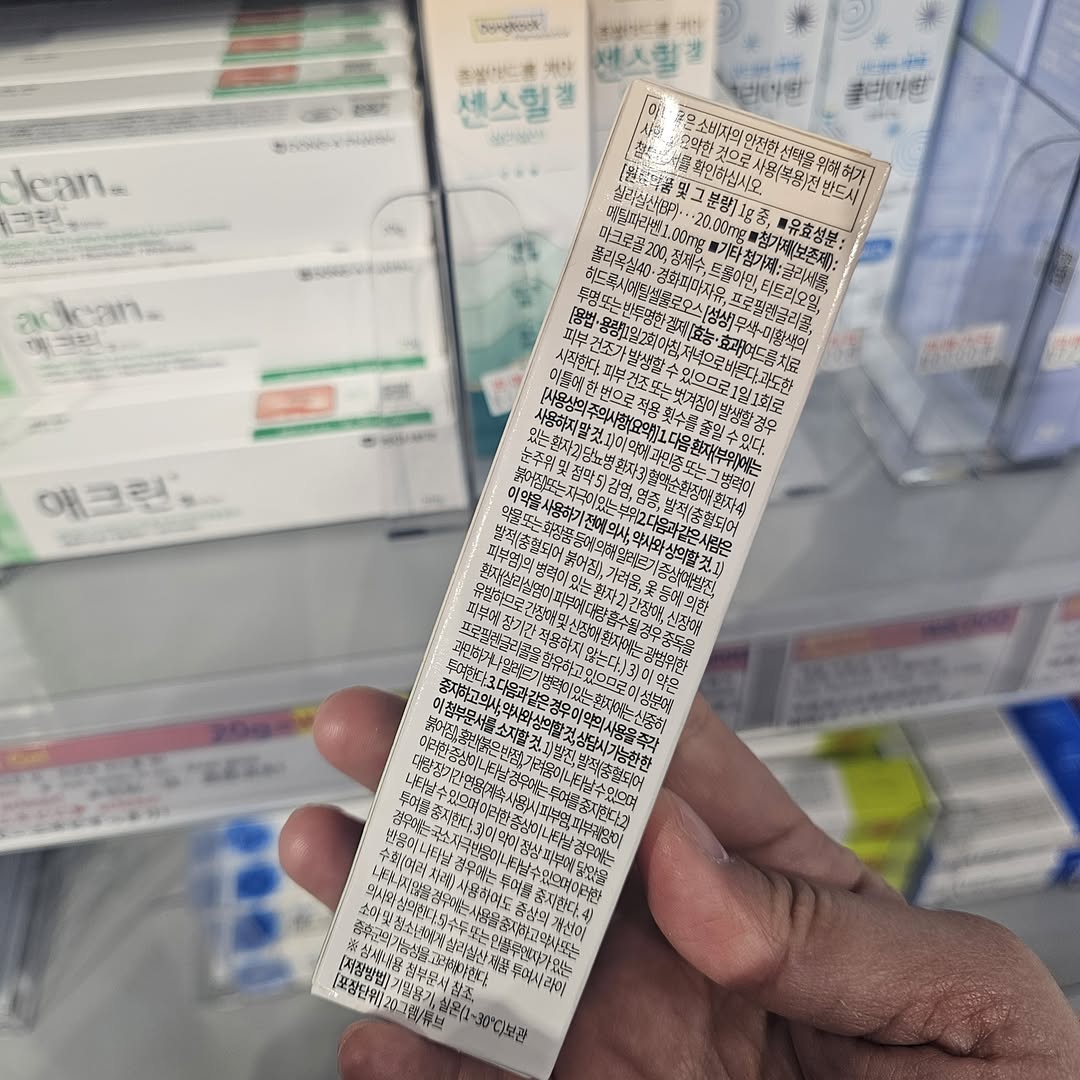 이 내용은 소비자의 안전한 선택을 위해 허가
사항을 요약한 것으로 사용(복용)전 반드시
첨부문서를 확인하십시오
[원료약품 및 그 분량] 1g 중, ■유효성분 :
살리실산(BP)···20.00mg ■첨가제(보존제) :
메틸파라벤 1.00mg ■기타 첨가제 : 글리세롤,
마크로골 200, 정제수, 트롤아민, 티트리오일,
폴리옥실40·경화피마자유, 프로필렌글리콜,
히드록시에틸셀룰로오스 [성상] 무색~미황색의
투명 또는 반투명한 겔제 [효능·효과]여드름 치료
[용법·용량]1일2회 아침, 저녁으로 바른다. 과도한
피부 건조가 발생할 수 있으므로 1일 1회로
시작한다. 피부 건조 또는 벗겨짐이 발생할 경우
이틀에 한 번으로 적용 횟수를 줄일 수 있다.
[사용상의 주의사항(요약)] 1. 다음 환자(부위)에는
사용하지 말 것. 1) 이 약에 과민증 또는 그 병력이
있는 환자 2) 당뇨병 환자 3) 혈액순환장애 환자 4)
눈 주위 및 점막 5) 감염, 염증, 발적(충혈되어
붉어짐)또는 자극이 있는 부위 2. 다음과 같은 사람은
이 약을 사용하기 전에 의사, 약사와 상의할 것. 1)
약물 또는 화장품 등에 의해 알레르기 증상(예:발진,
발적(충혈되어 붉어짐), 가려움, 옻 등에 의한
피부염)의 병력이 있는 환자 2) 간장애, 신장애
환자(살리실염이 피부에 대량 흡수될 경우 중독을
유발하므로 간장애 및 신장애 환자에는 광범위한
피부에 장기간 적용하지 않는다.) 3) 이 약은
프로필렌글리콜을 함유하고 있으므로 이 성분에
과민하거나 알레르기 병력이 있는 환자에는 신중히
투여한다. 3. 다음과 같은 경우 이 약의 사용을 즉각
중지하고 의사, 약사와 상의할 것. 상담시 가능한 한
이 첨부문서를 소지할 것. 1) 발진, 발적(충혈되어
붉어짐), 홍반(붉은 반점), 가려움이 나타날 수 있으며
이러한 증상이 나타날 경우에는 투여를 중지한다. 2)
대량 장기간 연용(계속 사용)시 피부염, 피부궤양이
나타날 수 있으며 이러한 증상이 나타날 경우에는
투여를 중지한다. 3) 이 약이 정상 피부에 닿았을
경우에는 국소 자극 반응이 나타날 수 있으며 이러한
반응이 나타날 경우에는 투여를 중지한다. 4)
수회(여러 차례) 사용하여도 증상의 개선이
나타나지 않을 경우에는 사용을 중지하고 약사 또는
의사와 상의한다. 5) 수두 또는 인플루엔자가 있는
소아 및 청소년에게 살리실산 제품 투여시 라이
증후군의 가능성을 고려해야 한다.
※ 상세내용 첨부문서 참조.
[저장방법] 기밀용기, 실온(1~30℃)보관
[포장단위] 20그램/튜브
aclean
애크린
aclean
애크린
애크린
dongkook
센스힐 겔
센스힐
클리어틴
클리어틴
20g